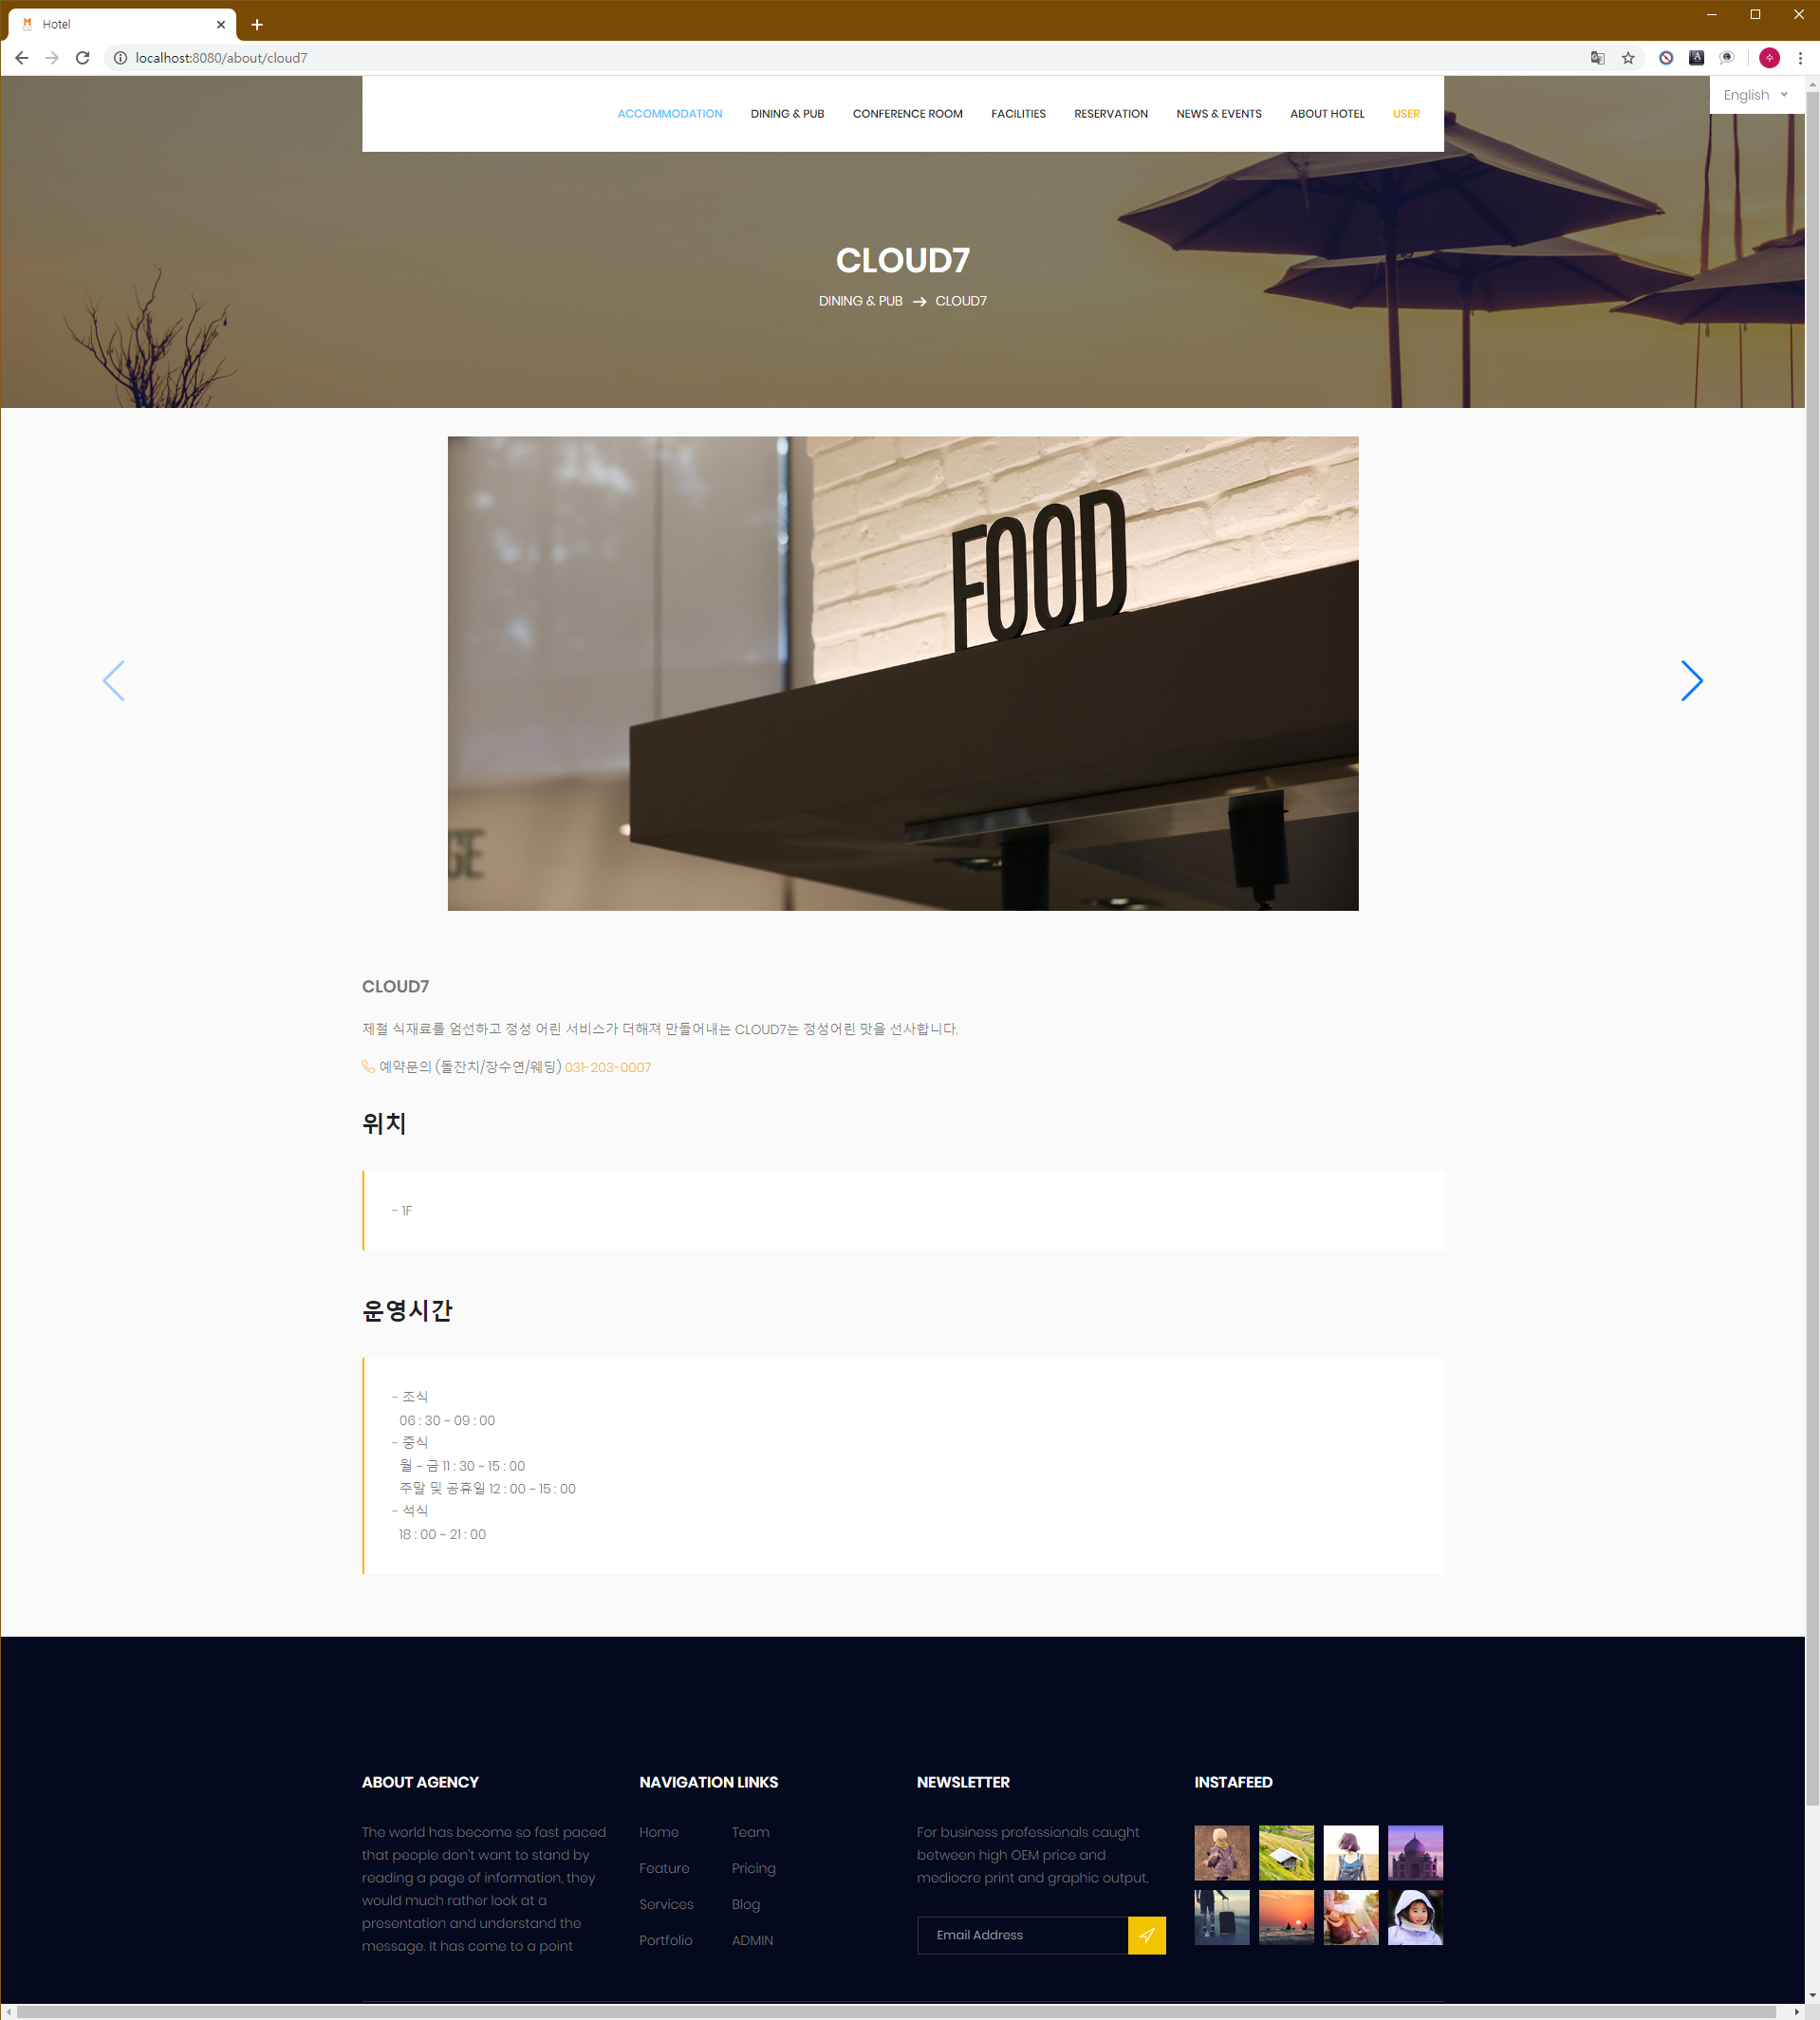 Hotel
localhost:8080/about/cloud7
English
ACCOMMODATION DINING & PUB CONFERENCE ROOM FACILITIES RESERVATION NEWS & EVENTS ABOUT HOTEL USER
CLOUD7
DINING & PUB → CLOUD7
FOOD
GE
CLOUD7
제철 식재료를 엄선하고 정성 어린 서비스가 더해져 만들어내는 CLOUD7는 정성어린 맛을 선사합니다.
예약문의 (돌잔치/장수연/웨딩) 031-203-0007
위치
- 1F
운영시간
- 조식
06 : 30 ~ 09 : 00
- 중식
월 ~ 금 11 : 30 ~ 15 : 00
주말 및 공휴일 12 : 00 ~ 15 : 00
- 석식
18 : 00 ~ 21 : 00
ABOUT AGENCY
The world has become so fast paced
that people don't want to stand by
reading a page of information, they
would much rather look at a
presentation and understand the
message. It has come to a point
NAVIGATION LINKS
Home Team
Feature Pricing
Services Blog
Portfolio ADMIN
NEWSLETTER
For business professionals caught
between high OEM price and
mediocre print and graphic output,
Email Address
INSTAFEED